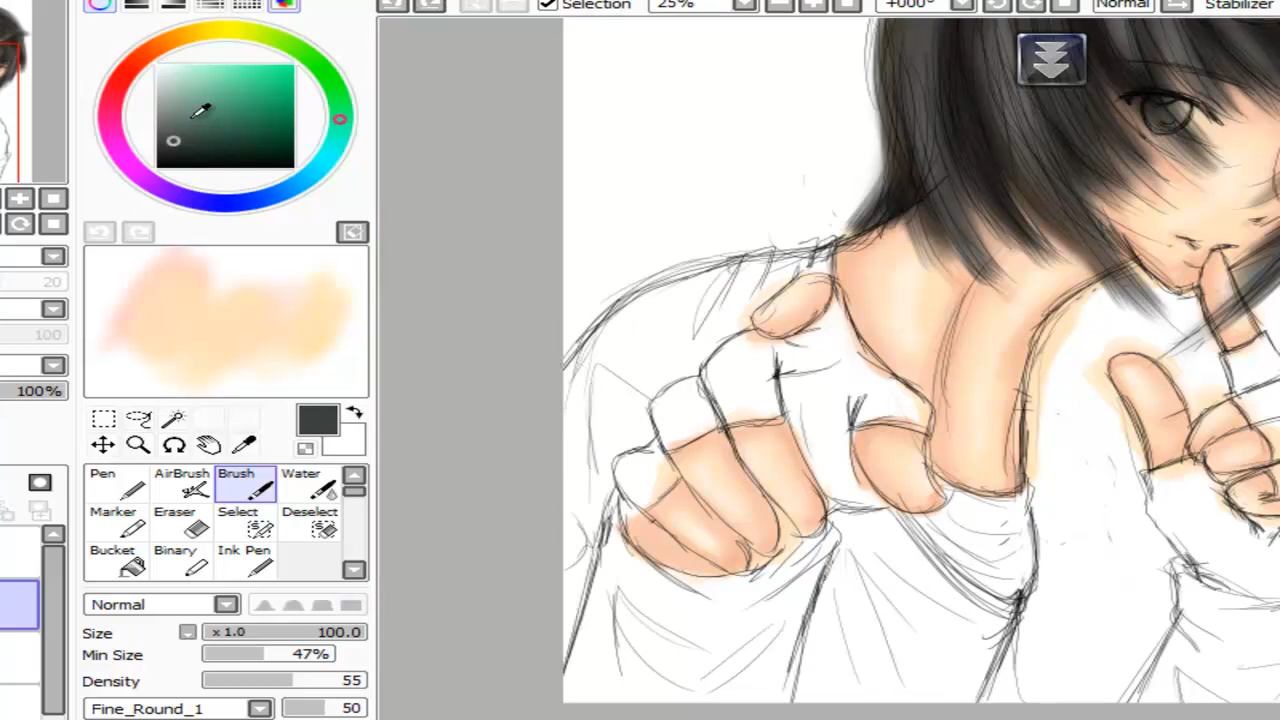 Selection 25% +000° Normal Stabilizer
20
100
100%
Pen AirBrush Brush Water
Marker Eraser Select Deselect
Bucket Binary Ink Pen
Normal
Size x 1.0 100.0
Min Size 47%
Density 55
Fine_Round_1 50